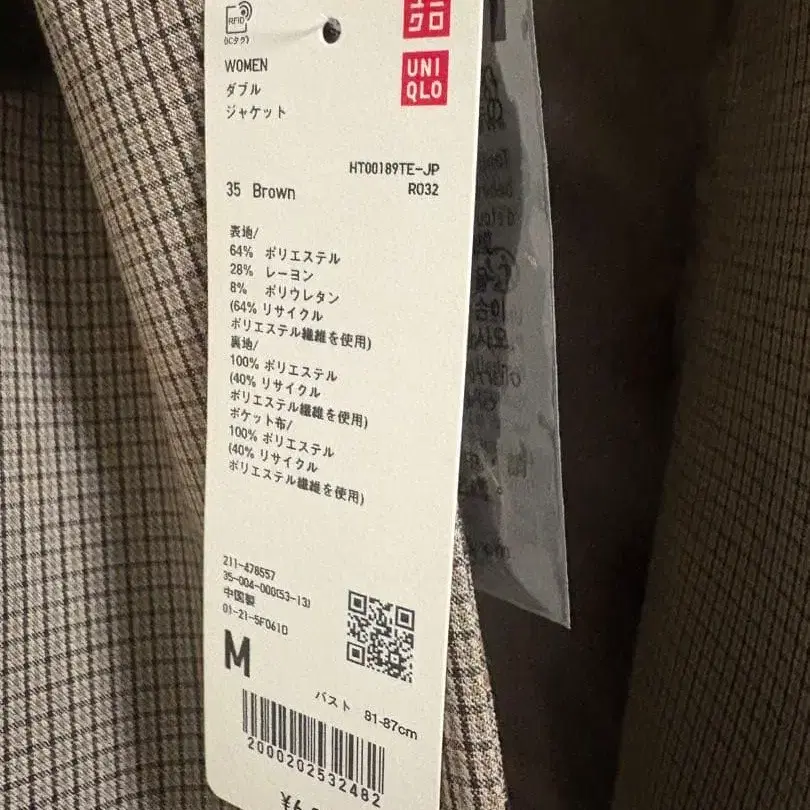 RFID
(ICタグ)
UNI
QLO
WOMEN
ダブル
ジャケット
HT00189TE-JP
35 Brown
R032
表地/
64% ポリエステル
28% レーヨン
8% ポリウレタン
(64% リサイクル
ポリエステル繊維を使用)
裏地/
100% ポリエステル
(40% リサイクル
ポリエステル繊維を使用)
ポケット布/
100% ポリエステル
(40% リサイクル
ポリエステル繊維を使用)
211-478557
35-004-000(53-13)
中国製
01-21-5F061D
M
バスト 81-87cm
2000202532482